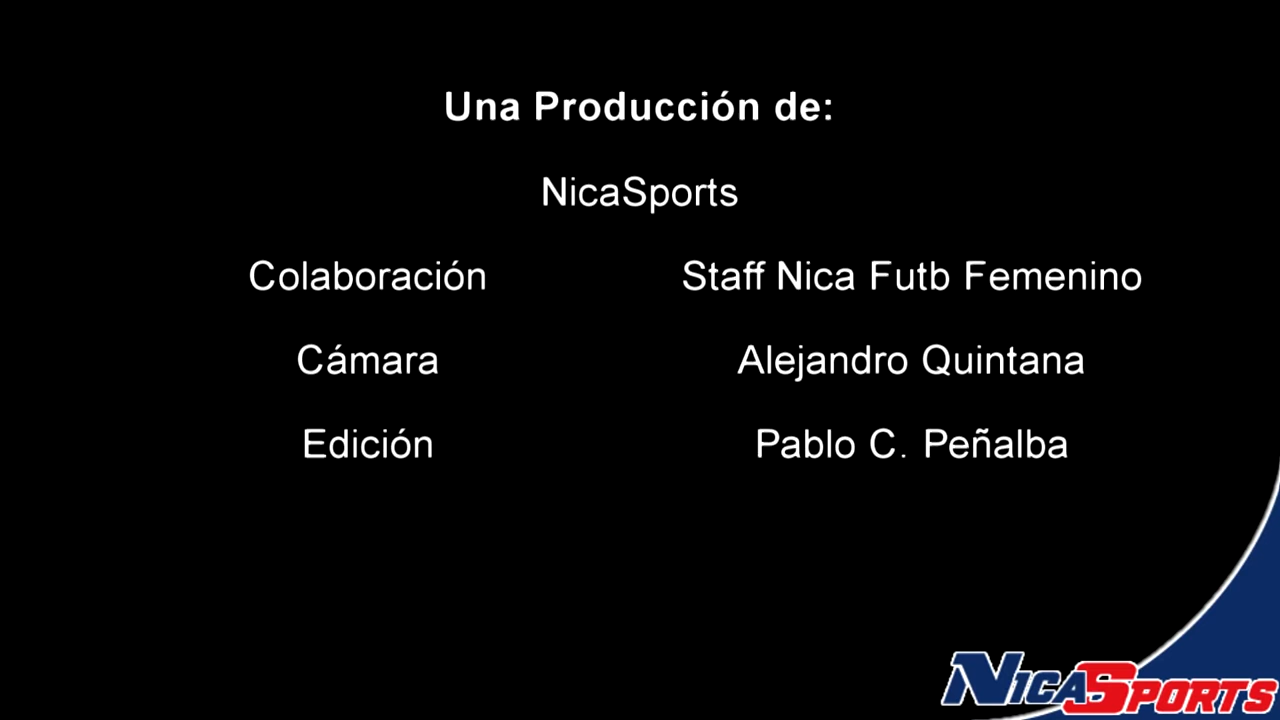 Una Producción de:
NicaSports
Colaboración Staff Nica Futb Femenino
Cámara Alejandro Quintana
Edición Pablo C. Peñalba
NICASPORTS